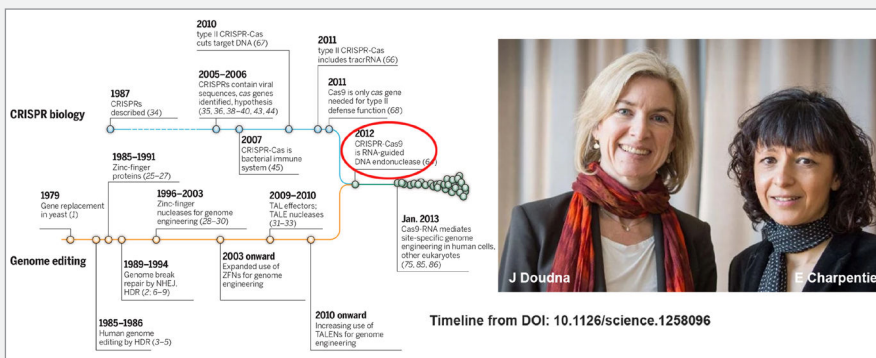 2010
type II CRISPR-Cas
cuts target DNA (67)
2011
type II CRISPR-Cas
includes tracrRNA (66)
2005–2006
CRISPRs contain viral
sequences, cas genes
identified, hypothesis
(35, 36, 38–40, 43, 44)
2011
Cas9 is only cas gene
needed for type II
defense function (68)
1987
CRISPRs
described (34)
CRISPR biology
2007
CRISPR-Cas is
bacterial immune
system (45)
2012
CRISPR-Cas9
is RNA-guided
DNA endonuclease
1985–1991
Zinc-finger
proteins (25–27)
1979
Gene replacement
in yeast (1)
1996–2003
Zinc-finger
nucleases for genome
engineering (28–30)
2009–2010
TAL effectors;
TALE nucleases
(31–33)
Jan. 2013
Cas9-RNA mediates
site-specific genome
engineering in human cells,
other eukaryotes
(75, 85, 86)
Genome editing
1989–1994
Genome break
repair by NHEJ,
HDR (2; 6–9)
2003 onward
Expanded use of
ZFNs for genome
engineering
1985–1986
Human genome
editing by HDR (3–5)
2010 onward
Increasing use of
TALENs for genome
engineering
J Doudna
E Charpentie
Timeline from DOI: 10.1126/science.1258096